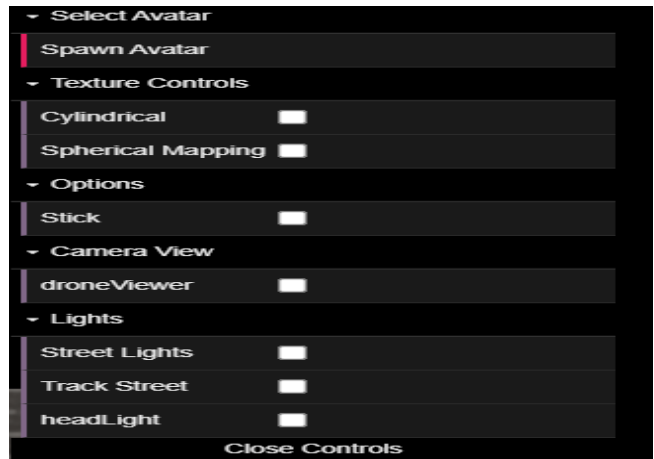 Select Avatar
Spawn Avatar
Texture Controls
Cylindrical
Spherical Mapping
Options
Stick
Camera View
droneViewer
Lights
Street Lights
Track Street
headLight
Close Controls